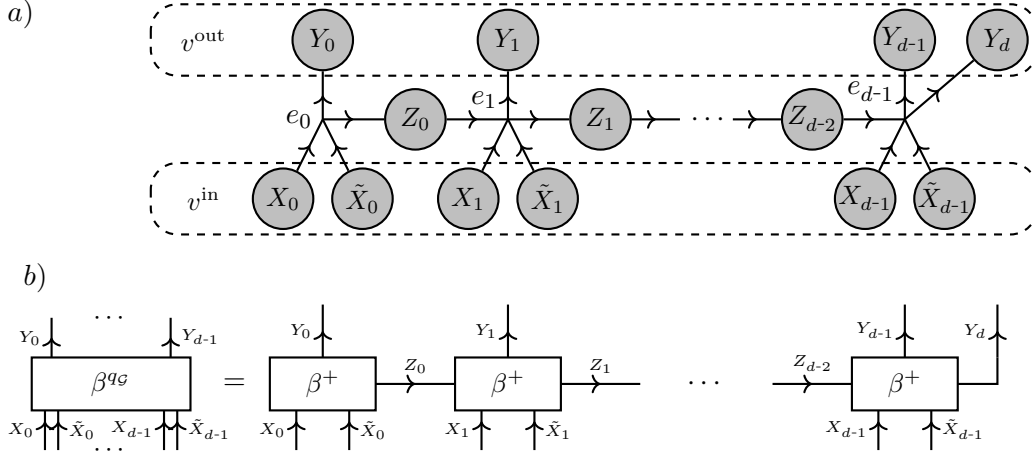 a)
v^out Y_0 Y_1 Y_{d-1} Y_d
e_0 Z_0 e_1 Z_1 ··· Z_{d-2} e_{d-1}
v^in X_0 X̃_0 X_1 X̃_1 X_{d-1} X̃_{d-1}
b)
··· Y_0 Y_{d-1} Y_0 Y_1 Y_{d-1} Y_d
β^{q_𝒢} = β^+ Z_0 β^+ Z_1 ··· Z_{d-2} β^+
X_0 X̃_0 X_{d-1} X̃_{d-1} X_0 X̃_0 X_1 X̃_1 X_{d-1} X̃_{d-1}
···